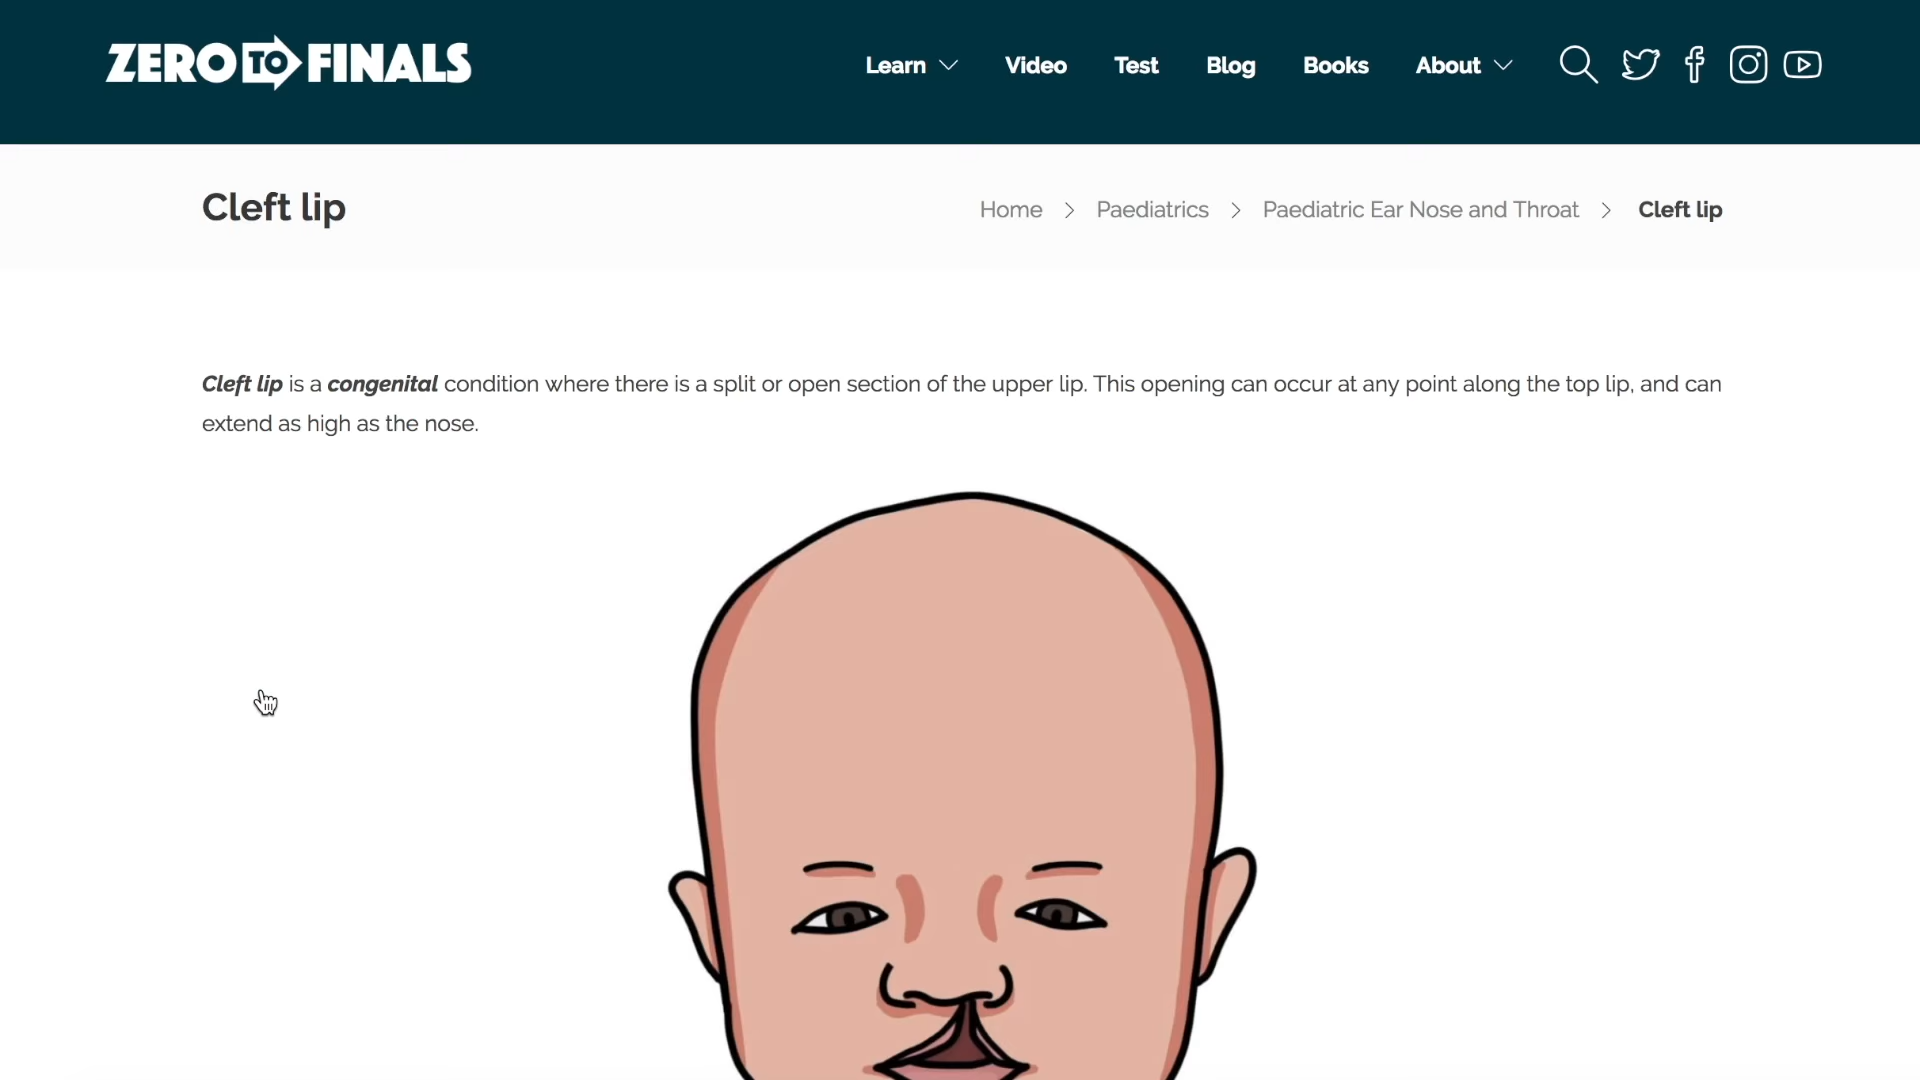 ZERO TO FINALS
Learn Video Test Blog Books About
Cleft lip
Home > Paediatrics > Paediatric Ear Nose and Throat > Cleft lip
Cleft lip is a congenital condition where there is a split or open section of the upper lip. This opening can occur at any point along the top lip, and can
extend as high as the nose.